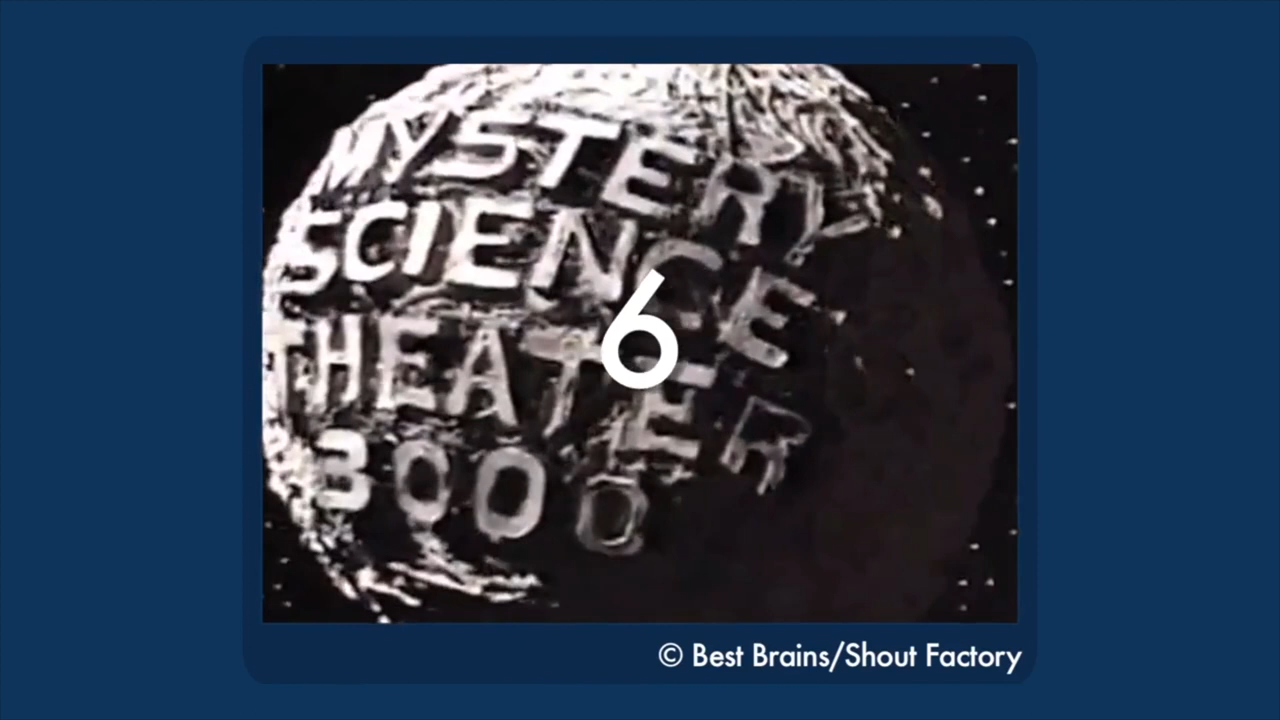 MYSTERY
SCIENCE
THEATER
3000
6
© Best Brains/Shout Factory